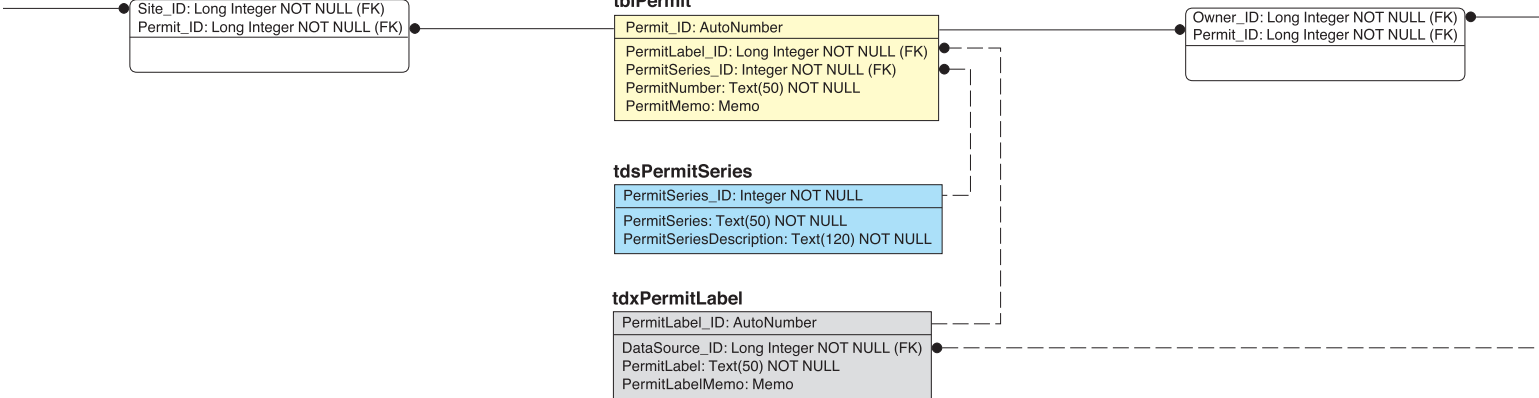 Site_ID: Long Integer NOT NULL (FK)
Permit_ID: Long Integer NOT NULL (FK)
tblPermit
Permit_ID: AutoNumber
PermitLabel_ID: Long Integer NOT NULL (FK)
PermitSeries_ID: Integer NOT NULL (FK)
PermitNumber: Text(50) NOT NULL
PermitMemo: Memo
Owner_ID: Long Integer NOT NULL (FK)
Permit_ID: Long Integer NOT NULL (FK)
tdsPermitSeries
PermitSeries_ID: Integer NOT NULL
PermitSeries: Text(50) NOT NULL
PermitSeriesDescription: Text(120) NOT NULL
tdxPermitLabel
PermitLabel_ID: AutoNumber
DataSource_ID: Long Integer NOT NULL (FK)
PermitLabel: Text(50) NOT NULL
PermitLabelMemo: Memo